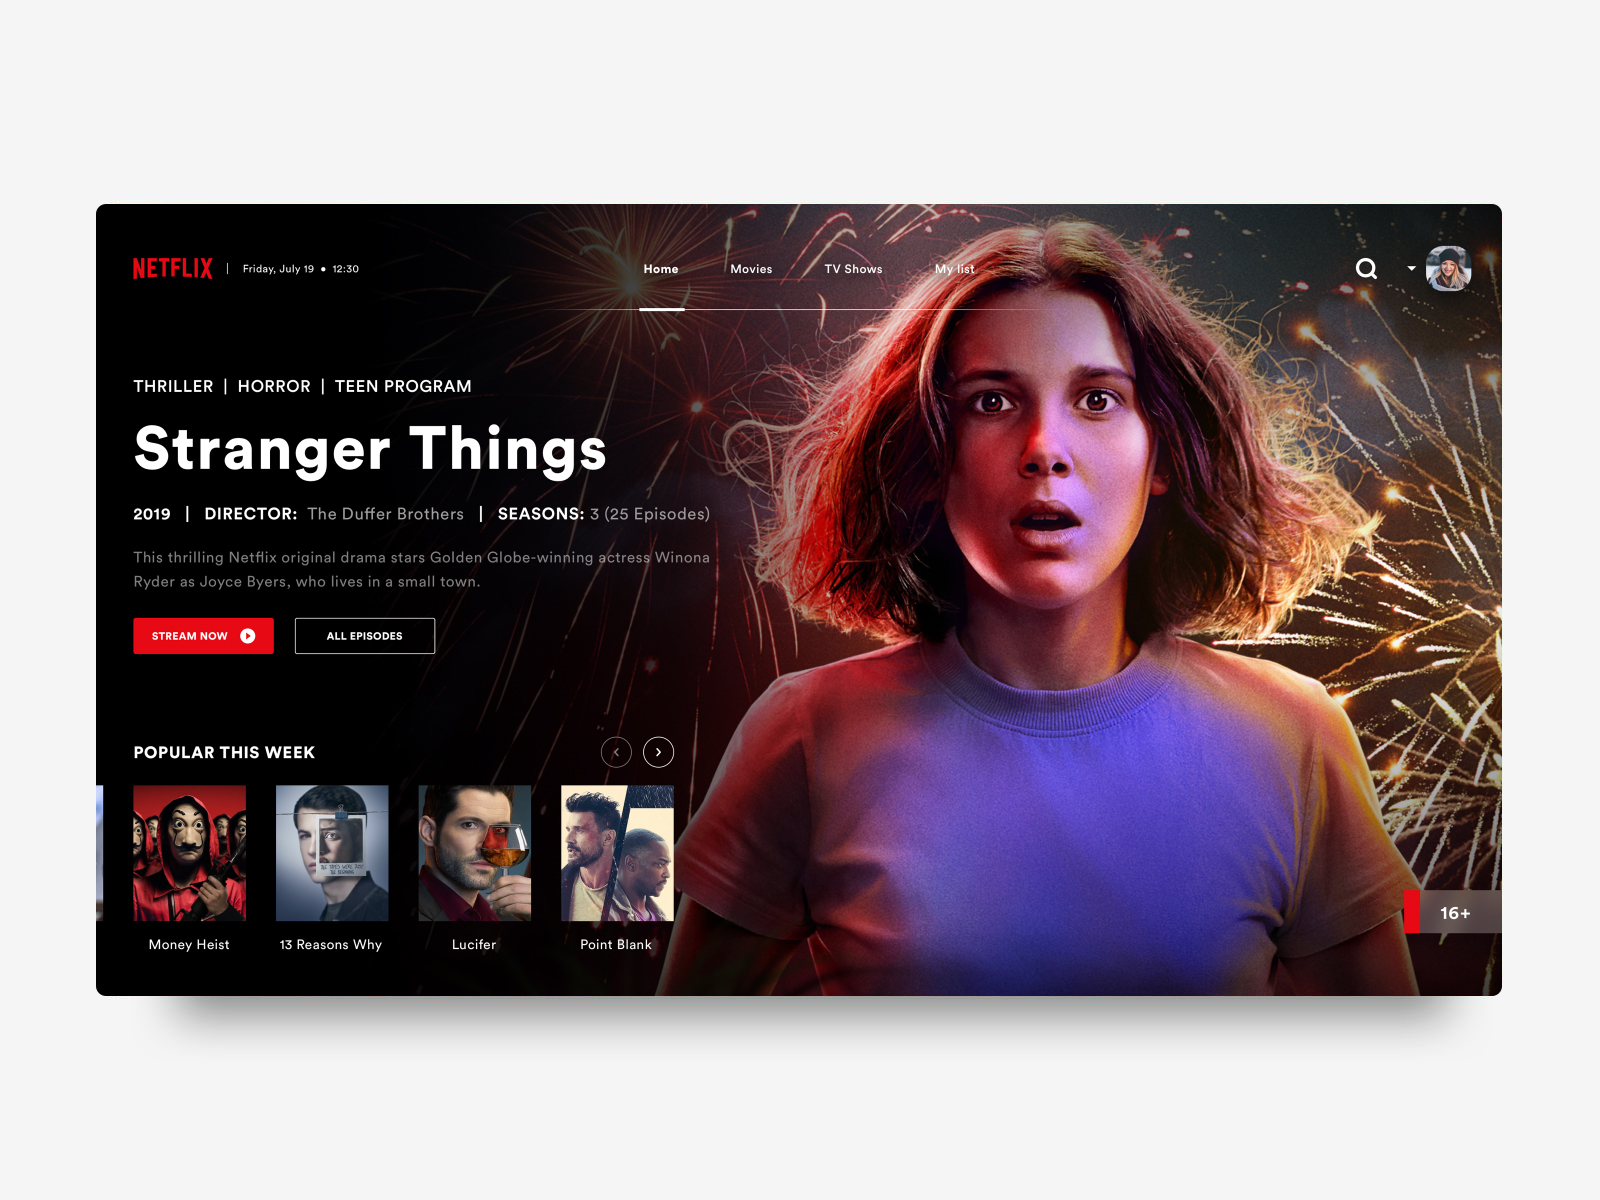 NETFLIX | Friday, July 19 • 12:30
Home Movies TV Shows My list
THRILLER | HORROR | TEEN PROGRAM
Stranger Things
2019 | DIRECTOR: The Duffer Brothers | SEASONS: 3 (25 Episodes)
This thrilling Netflix original drama stars Golden Globe-winning actress Winona
Ryder as Joyce Byers, who lives in a small town.
STREAM NOW
ALL EPISODES
POPULAR THIS WEEK
Money Heist
13 Reasons Why
Lucifer
Point Blank
16+